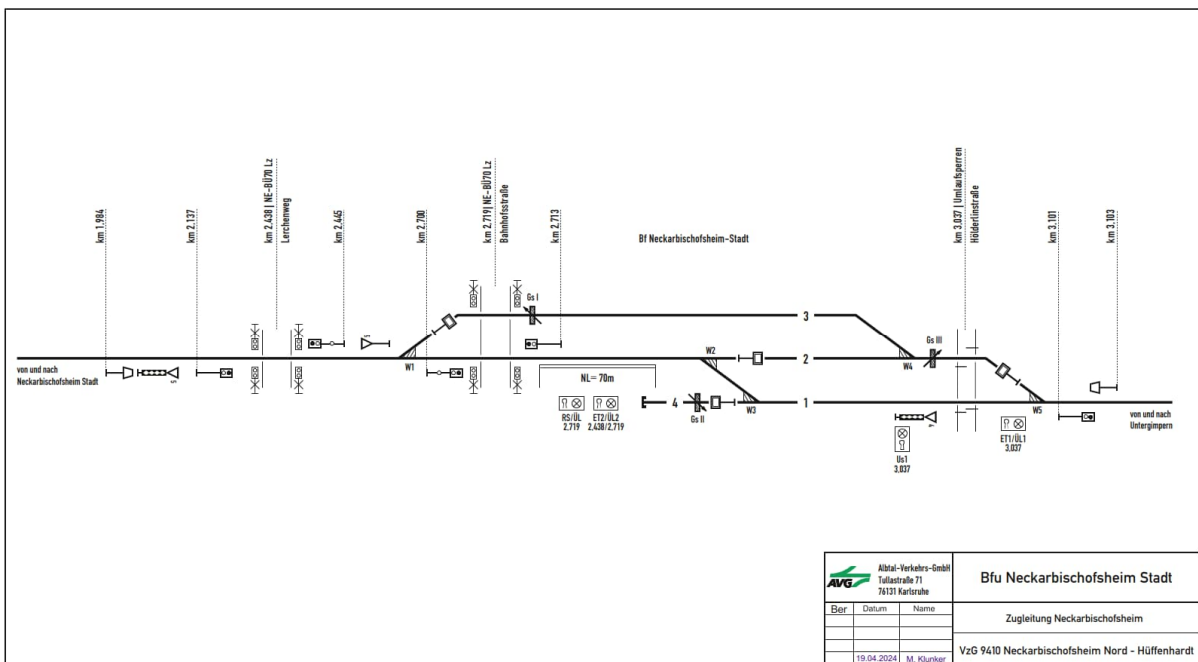 km 1.984
km 2.137
km 2.438 | NE-BÜ70 Lz
Lerchenweg
km 2.445
km 2.700
km 2.719| NE-BÜ70 Lz
Bahnhofsstraße
km 2.713
Bf Neckarbischofsheim-Stadt
km 3.037 | Umlaufsperren
Hölderlinstraße
km 3.101
km 3.103
Gs I
3
Gs III
W1
W2
2
W4
von und nach
Neckarbischofsheim Stadt
NL= 70m
4
Gs II
W3
1
W5
RS/ÜL
2,719
ET2/ÜL2
2,438/2,719
Us1
3,037
ET1/ÜL1
3,037
von und nach
Untergimpern
AVG
Albtal-Verkehrs-GmbH
Tullastraße 71
76131 Karlsruhe
Bfu Neckarbischofsheim Stadt
Ber Datum Name
Zugleitung Neckarbischofsheim
19.04.2024 M. Klunker
VzG 9410 Neckarbischofsheim Nord - Hüffenhardt